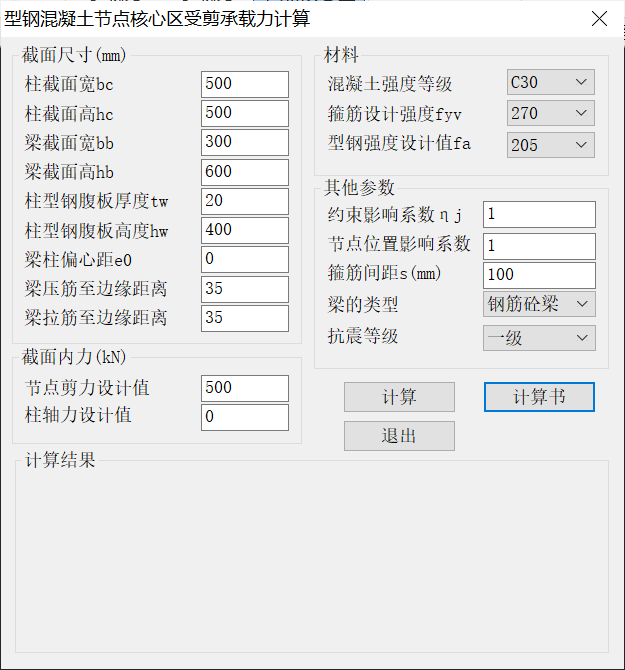 型钢混凝土节点核心区受剪承载力计算
截面尺寸(mm)
柱截面宽bc 500
柱截面高hc 500
梁截面宽bb 300
梁截面高hb 600
柱型钢腹板厚度tw 20
柱型钢腹板高度hw 400
梁柱偏心距e0 0
梁压筋至边缘距离 35
梁拉筋至边缘距离 35
截面内力(kN)
节点剪力设计值 500
柱轴力设计值 0
材料
混凝土强度等级 C30
箍筋设计强度fyv 270
型钢强度设计值fa 205
其他参数
约束影响系数ηj 1
节点位置影响系数 1
箍筋间距s(mm) 100
梁的类型 钢筋砼梁
抗震等级 一级
计算 计算书
退出
计算结果